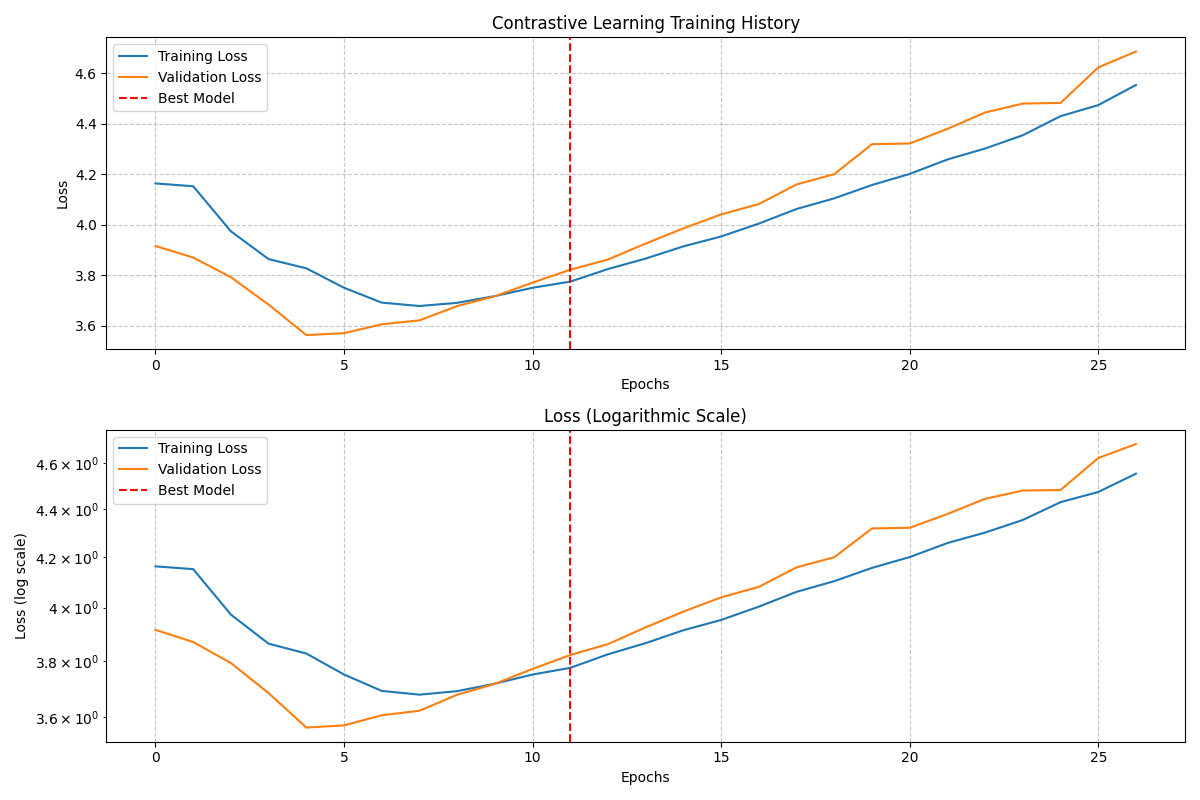 Contrastive Learning Training History
Training Loss
Validation Loss
Best Model
Loss
4.6
4.4
4.2
4.0
3.8
3.6
0 5 10 15 20 25
Epochs
Loss (Logarithmic Scale)
Training Loss
Validation Loss
Best Model
Loss (log scale)
4.6 × 10⁰
4.4 × 10⁰
4.2 × 10⁰
4 × 10⁰
3.8 × 10⁰
3.6 × 10⁰
0 5 10 15 20 25
Epochs